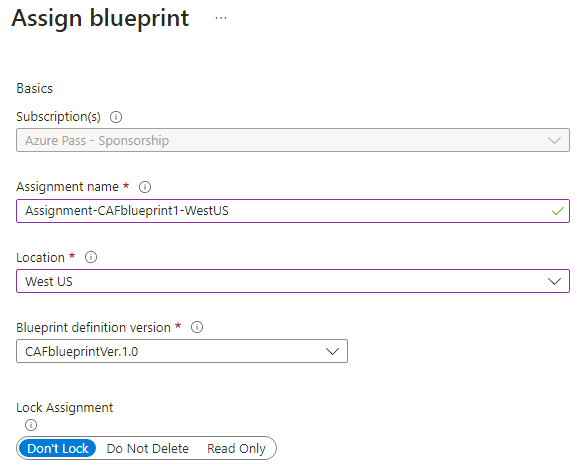 Assign blueprint ...
Basics
Subscription(s)
Azure Pass - Sponsorship
Assignment name *
Assignment-CAFblueprint1-WestUS
Location *
West US
Blueprint definition version *
CAFblueprintVer.1.0
Lock Assignment
Don't Lock Do Not Delete Read Only